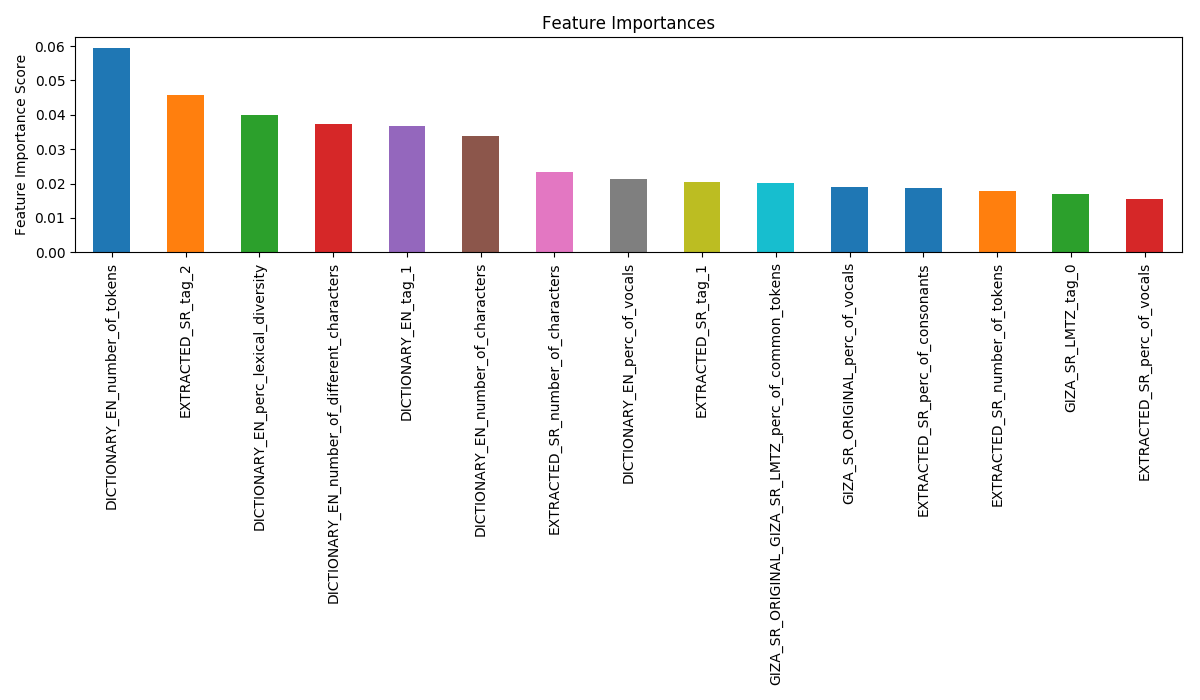 Feature Importances
Feature Importance Score
0.06
0.05
0.04
0.03
0.02
0.01
0.00
DICTIONARY_EN_number_of_tokens
EXTRACTED_SR_tag_2
DICTIONARY_EN_perc_lexical_diversity
DICTIONARY_EN_number_of_different_characters
DICTIONARY_EN_tag_1
DICTIONARY_EN_number_of_characters
EXTRACTED_SR_number_of_characters
DICTIONARY_EN_perc_of_vocals
EXTRACTED_SR_tag_1
GIZA_SR_ORIGINAL_GIZA_SR_LMTZ_perc_of_common_tokens
GIZA_SR_ORIGINAL_perc_of_vocals
EXTRACTED_SR_perc_of_consonants
EXTRACTED_SR_number_of_tokens
GIZA_SR_LMTZ_tag_0
EXTRACTED_SR_perc_of_vocals